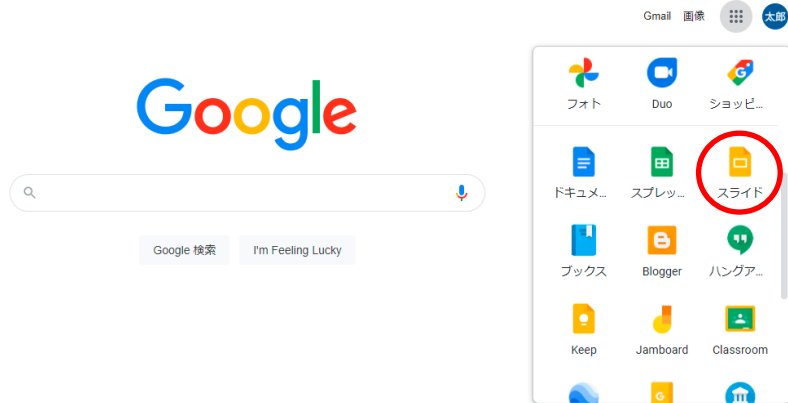 Gmail 画像
太郎
Google
Google 検索
I'm Feeling Lucky
フォト
Duo
ショッピ...
ドキュメ...
スプレッ...
スライド
ブックス
Blogger
ハングア...
Keep
Jamboard
Classroom